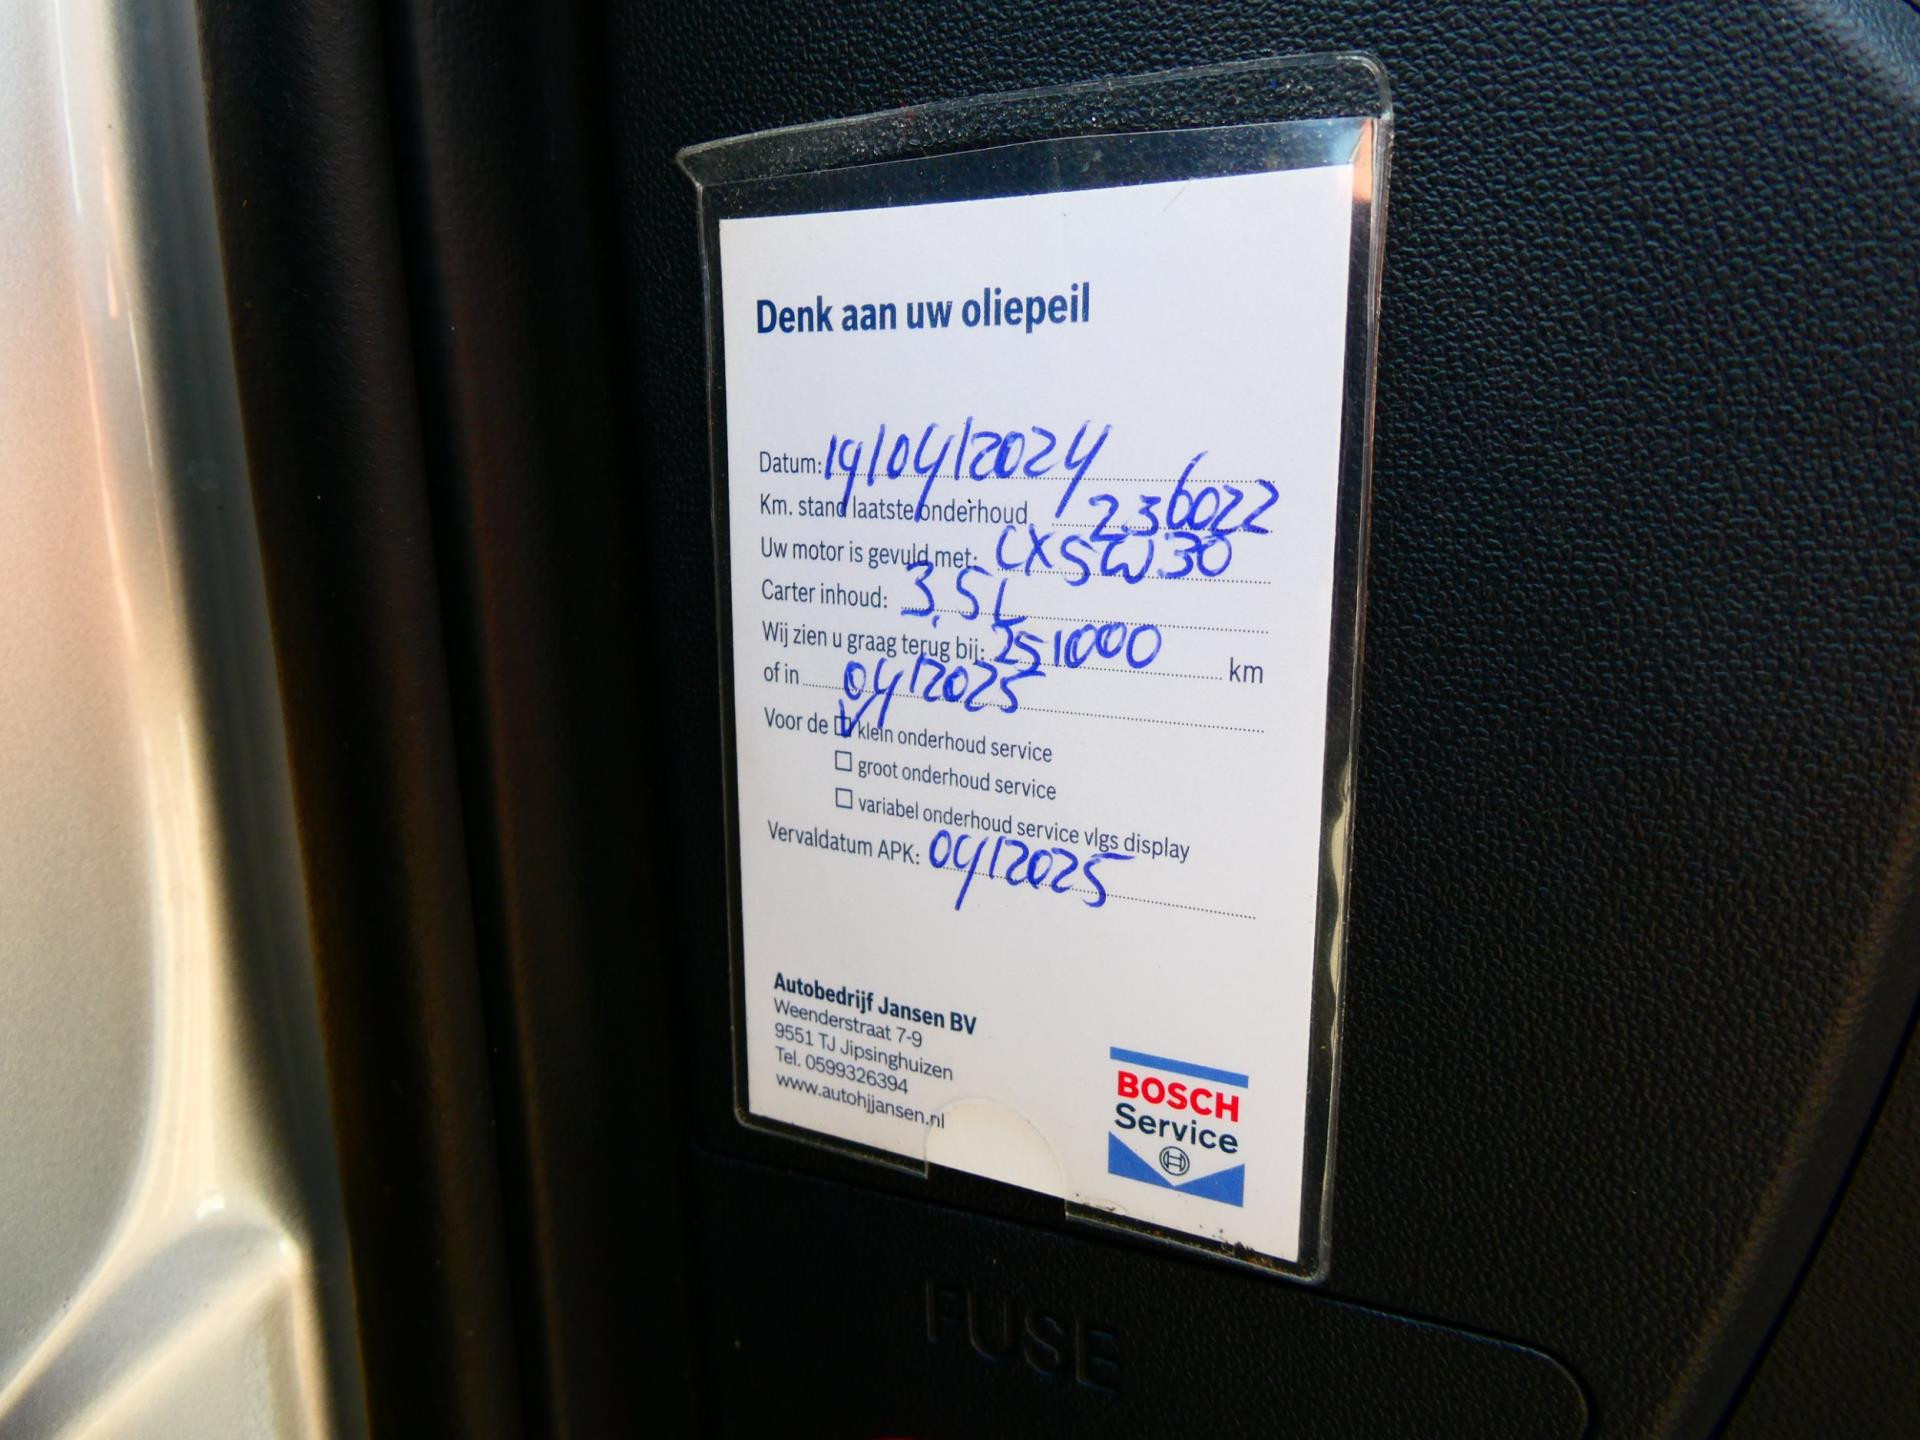 Denk aan uw oliepeil
Datum: 19/04/2024
Km. stand laatste onderhoud 236022
Uw motor is gevuld met: CX5W30
Carter inhoud: 3,5L
Wij zien u graag terug bij: 251000 km
of in 04/2025
Voor de ☑ klein onderhoud service
☐ groot onderhoud service
☐ variabel onderhoud service vlgs display
Vervaldatum APK: 04/2025
Autobedrijf Jansen BV
Weenderstraat 7-9
9551 TJ Jipsinghuizen
Tel. 0599326394
www.autohjjansen.nl
BOSCH
Service
FUSE